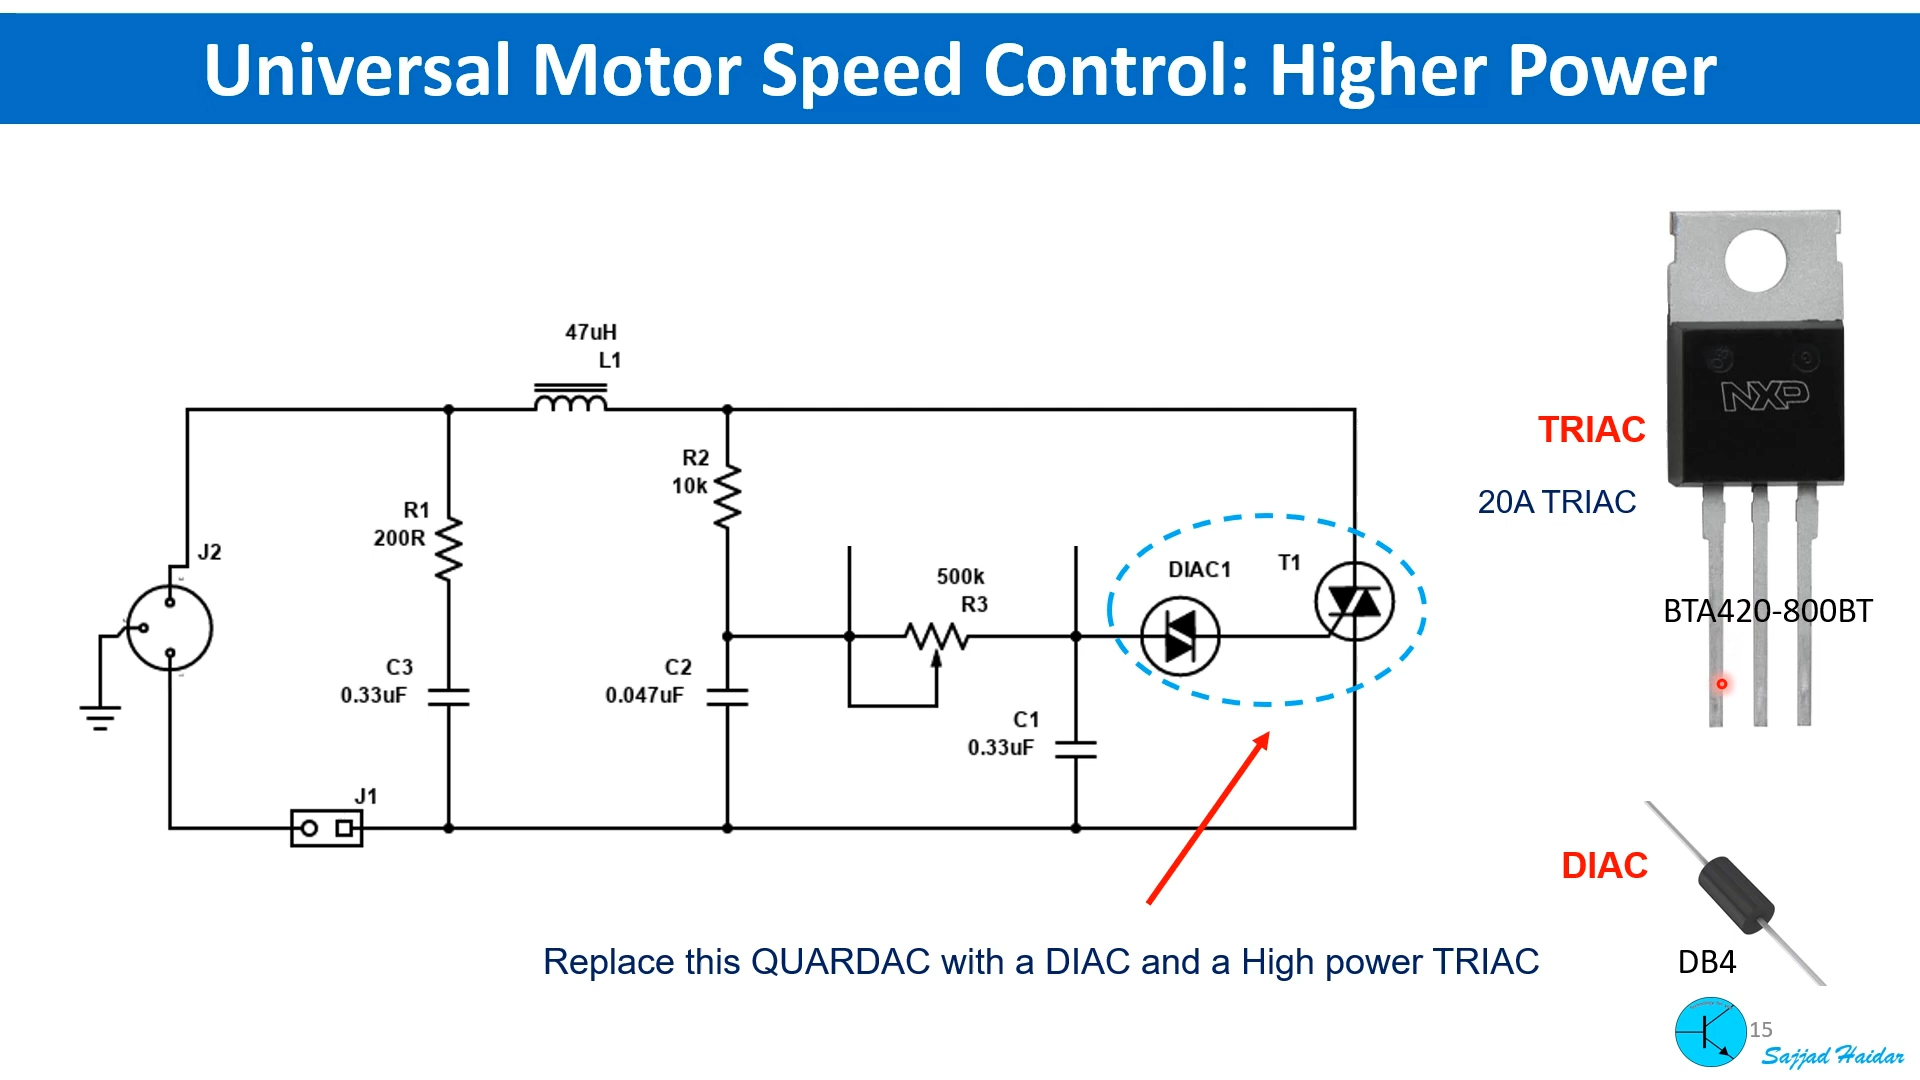 Universal Motor Speed Control: Higher Power
47uH
L1
R2
10k
R1
200R
J2
500k
R3
DIAC1
T1
C3
0.33uF
C2
0.047uF
C1
0.33uF
J1
NXP
TRIAC
20A TRIAC
BTA420-800BT
DIAC
DB4
Replace this QUARDAC with a DIAC and a High power TRIAC
15
Sajjad Haidar